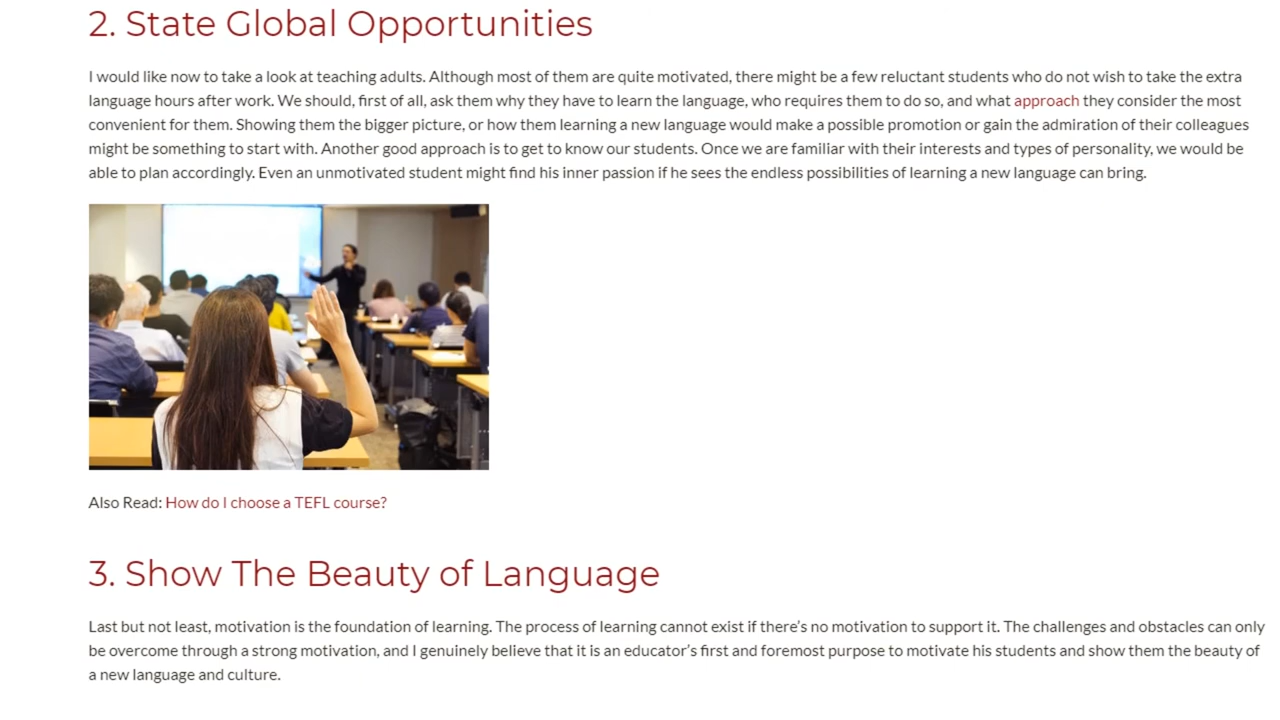 2. State Global Opportunities
I would like now to take a look at teaching adults. Although most of them are quite motivated, there might be a few reluctant students who do not wish to take the extra
language hours after work. We should, first of all, ask them why they have to learn the language, who requires them to do so, and what approach they consider the most
convenient for them. Showing them the bigger picture, or how them learning a new language would make a possible promotion or gain the admiration of their colleagues
might be something to start with. Another good approach is to get to know our students. Once we are familiar with their interests and types of personality, we would be
able to plan accordingly. Even an unmotivated student might find his inner passion if he sees the endless possibilities of learning a new language can bring.
Also Read: How do I choose a TEFL course?
3. Show The Beauty of Language
Last but not least, motivation is the foundation of learning. The process of learning cannot exist if there's no motivation to support it. The challenges and obstacles can only
be overcome through a strong motivation, and I genuinely believe that it is an educator's first and foremost purpose to motivate his students and show them the beauty of
a new language and culture.